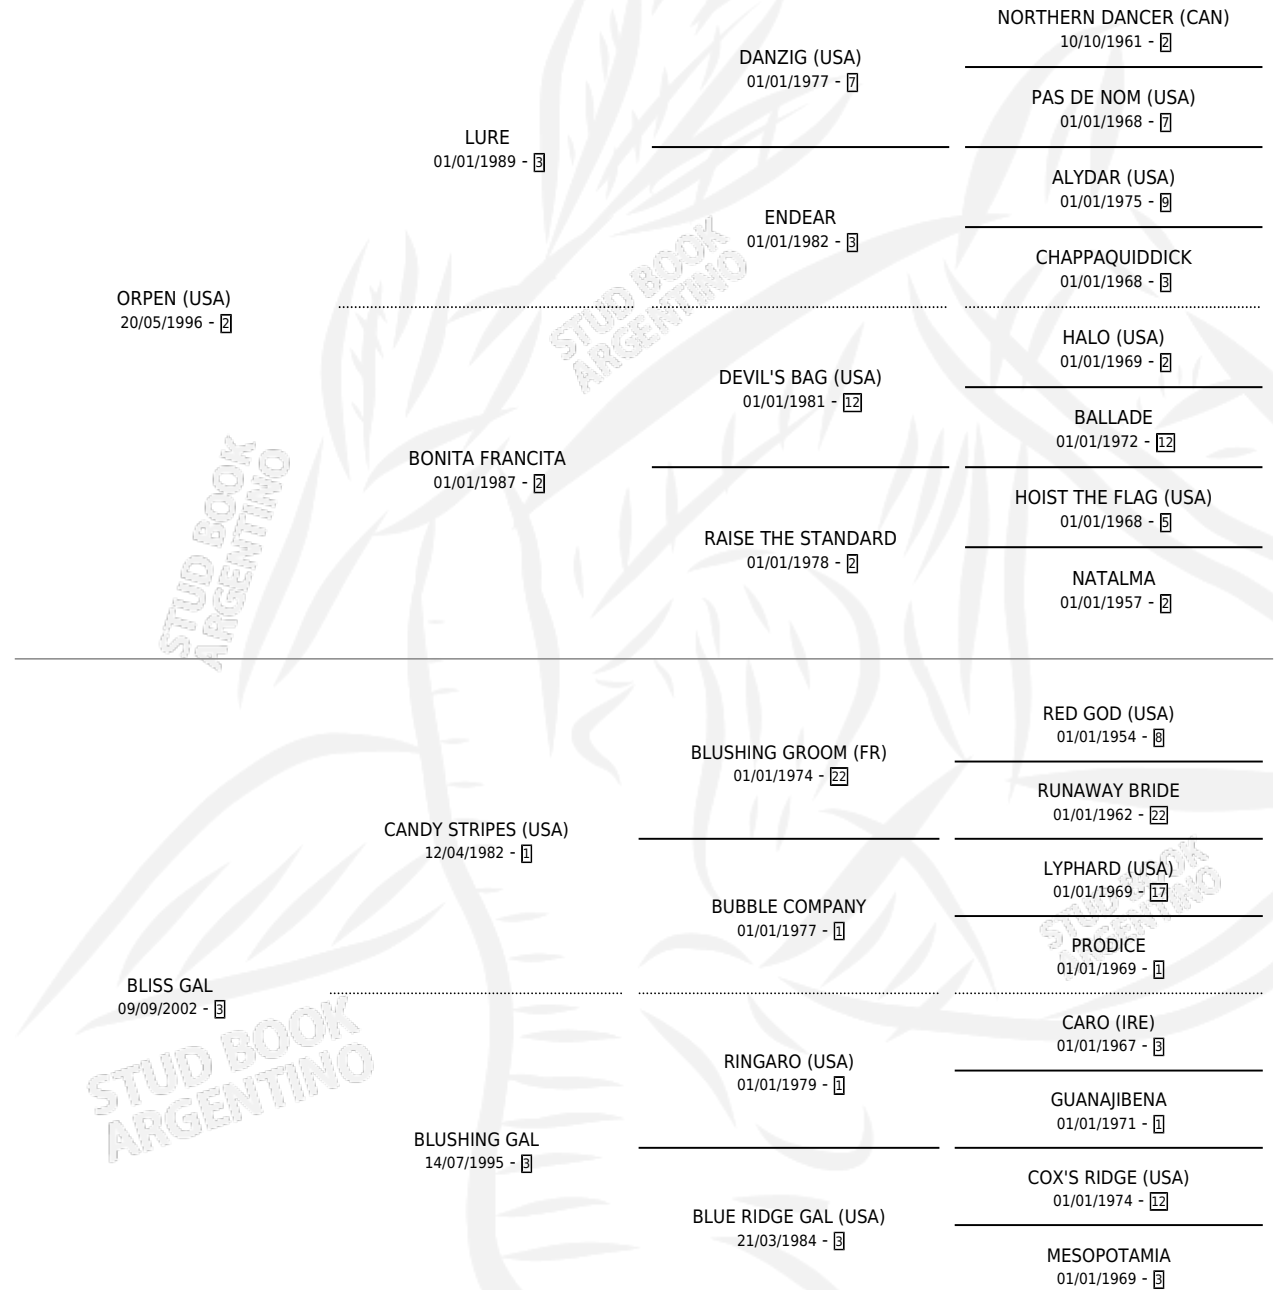 NORTHERN DANCER (CAN)
10/10/1961 - 2
DANZIG (USA)
01/01/1977 - 7
PAS DE NOM (USA)
01/01/1968 - 7
LURE
01/01/1989 - 3
ALYDAR (USA)
01/01/1975 - 9
ENDEAR
01/01/1982 - 3
CHAPPAQUIDDICK
01/01/1968 - 3
ORPEN (USA)
20/05/1996 - 2
STUD BOOK
ARGENTINO
HALO (USA)
01/01/1969 - 2
DEVIL'S BAG (USA)
01/01/1981 - 12
BALLADE
01/01/1972 - 12
BONITA FRANCITA
01/01/1987 - 2
HOIST THE FLAG (USA)
01/01/1968 - 5
RAISE THE STANDARD
01/01/1978 - 2
NATALMA
01/01/1957 - 2
STUD BOOK
ARGENTINO
RED GOD (USA)
01/01/1954 - 8
BLUSHING GROOM (FR)
01/01/1974 - 22
RUNAWAY BRIDE
01/01/1962 - 22
CANDY STRIPES (USA)
12/04/1982 - 1
LYPHARD (USA)
01/01/1969 - 17
BUBBLE COMPANY
01/01/1977 - 1
PRODICE
01/01/1969 - 1
STUD BOOK
ARGENTINO
BLISS GAL
09/09/2002 - 3
CARO (IRE)
01/01/1967 - 3
RINGARO (USA)
01/01/1979 - 1
GUANAJIBENA
01/01/1971 - 1
STUD BOOK
ARGENTINO
BLUSHING GAL
14/07/1995 - 3
COX'S RIDGE (USA)
01/01/1974 - 12
BLUE RIDGE GAL (USA)
21/03/1984 - 3
MESOPOTAMIA
01/01/1969 - 3